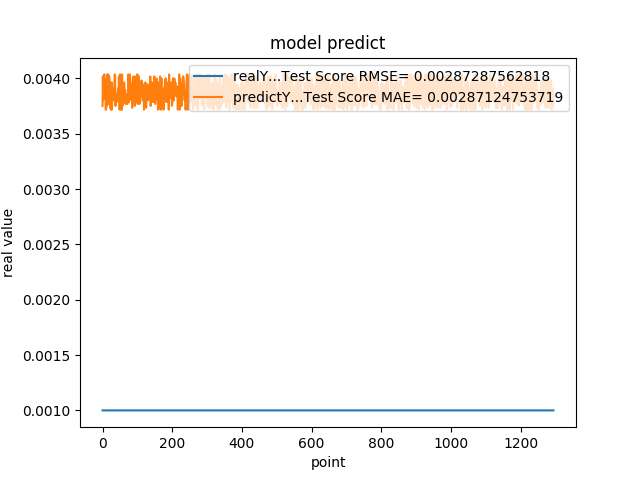 model predict
realY...Test Score RMSE= 0.00287287562818
predictY...Test Score MAE= 0.00287124753719
0.0040
0.0035
0.0030
0.0025
0.0020
0.0015
0.0010
real value
0 200 400 600 800 1000 1200
point